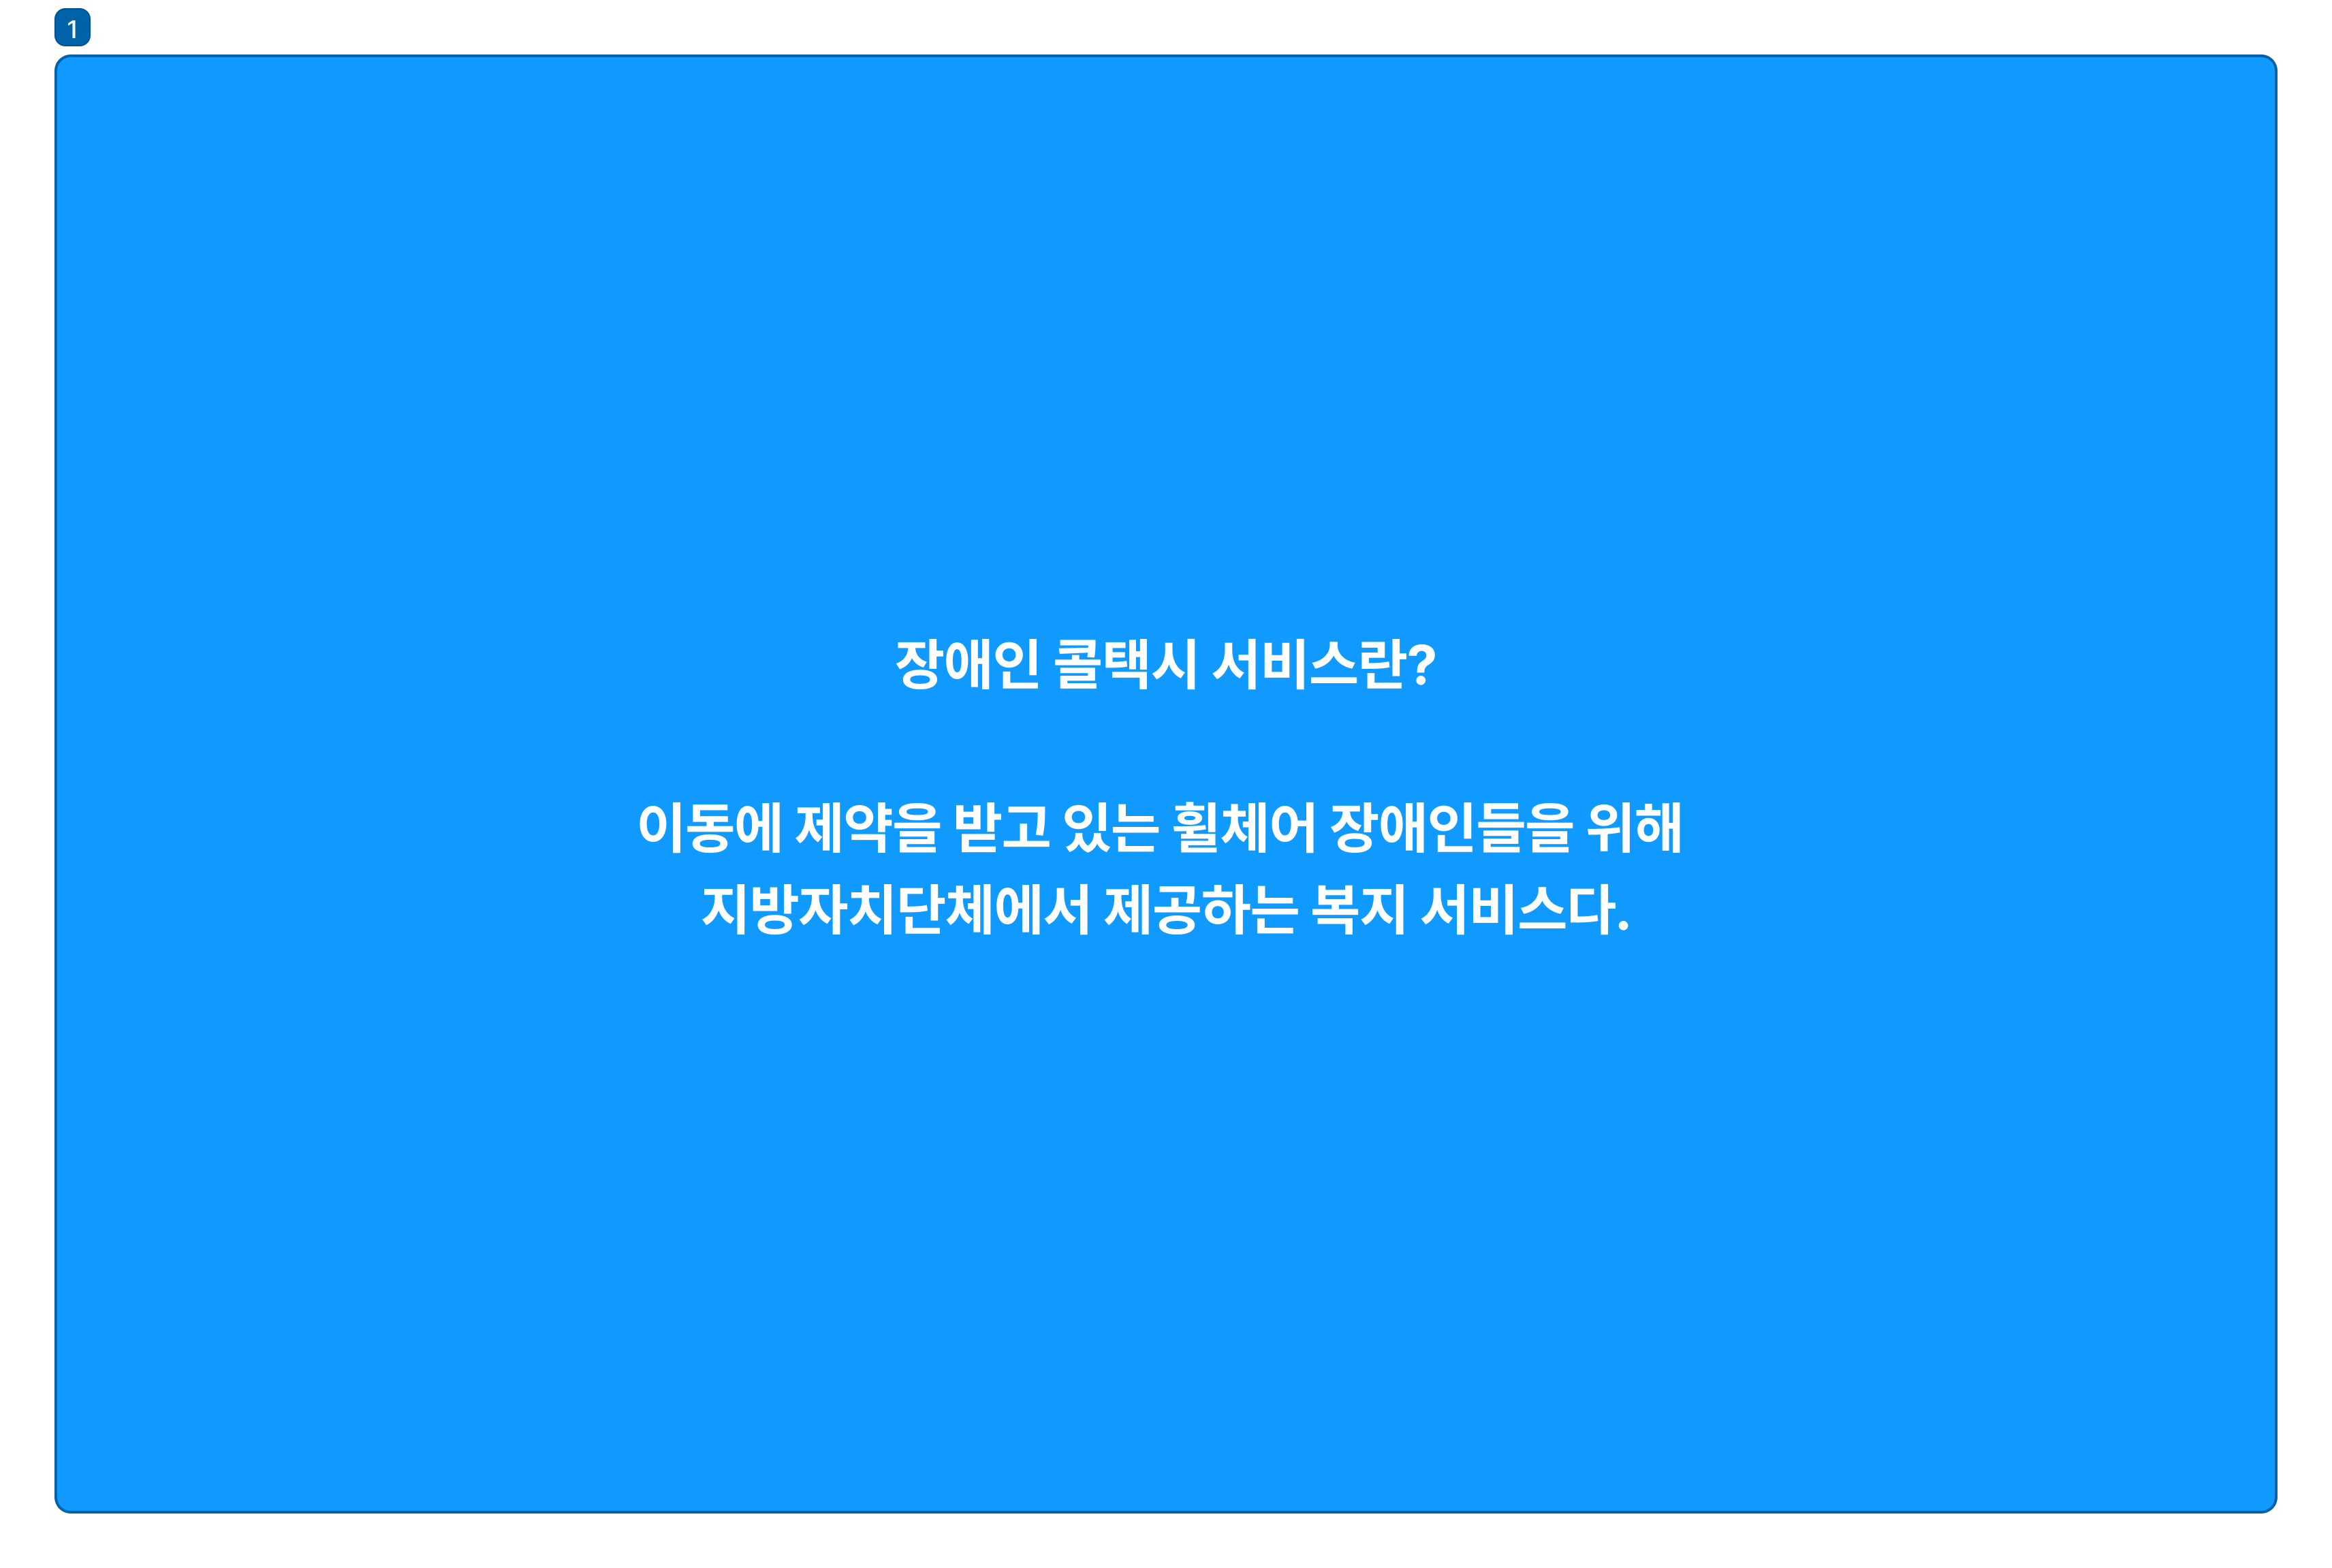 1
장애인 콜택시 서비스란?
이동에 제약을 받고 있는 휠체어 장애인들을 위해
지방자치단체에서 제공하는 복지 서비스다.